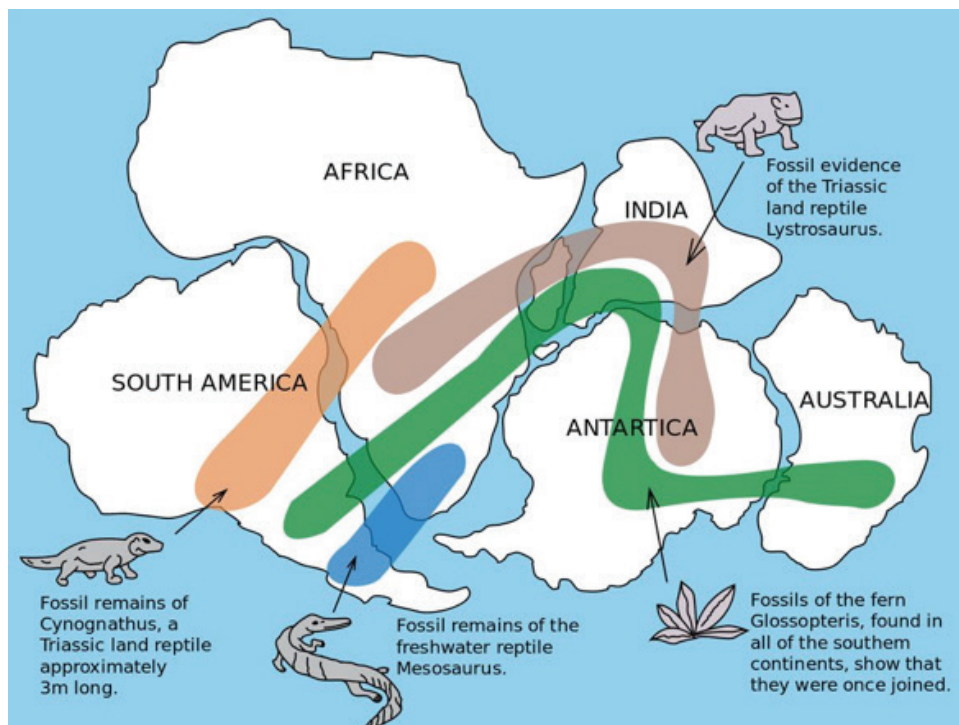 AFRICA
INDIA
SOUTH AMERICA
ANTARTICA
AUSTRALIA
Fossil evidence
of the Triassic
land reptile
Lystrosaurus.
Fossil remains of
Cynognathus, a
Triassic land reptile
approximately
3m long.
Fossil remains of the
freshwater reptile
Mesosaurus.
Fossils of the fern
Glossopteris, found in
all of the southem
continents, show that
they were once joined.